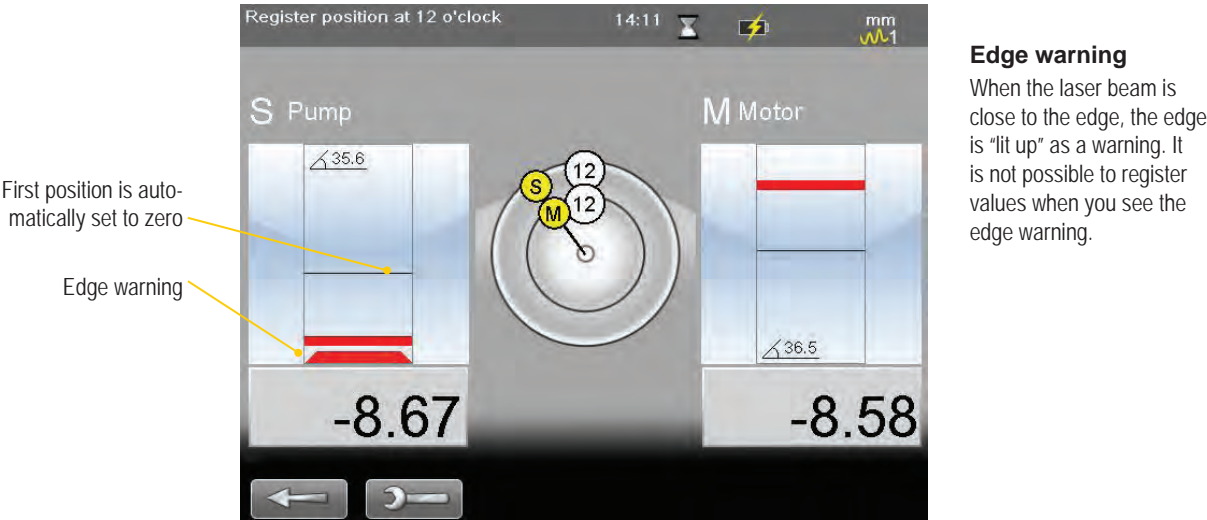 Register position at 12 o'clock
14:11
mm
1
S Pump
M Motor
35.6
12
S
12
M
36.5
-8.67
-8.58
First position is auto-
matically set to zero
Edge warning
Edge warning
When the laser beam is
close to the edge, the edge
is “lit up” as a warning. It
is not possible to register
values when you see the
edge warning.